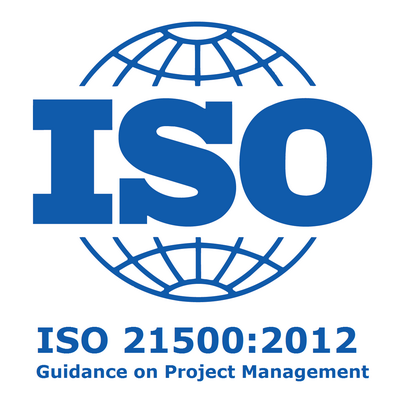 ISO
ISO 21500:2012
Guidance on Project Management